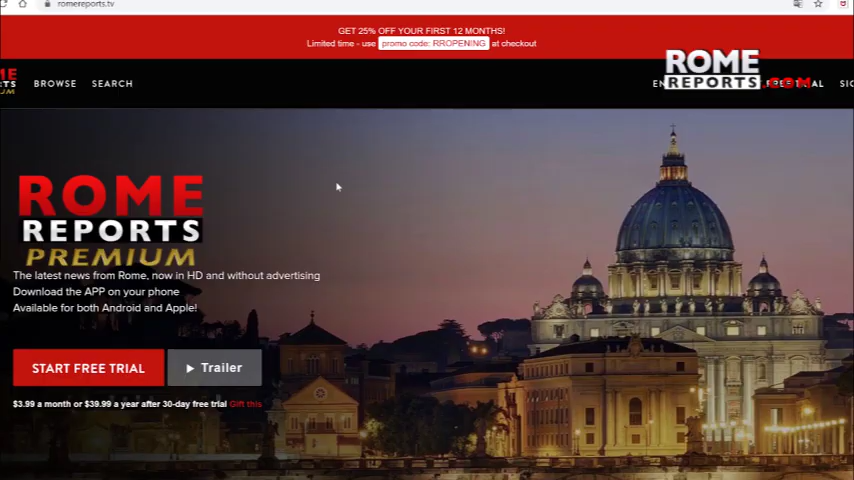 romereports.tv
GET 25% OFF YOUR FIRST 12 MONTHS!
Limited time - use promo code: RROPENING at checkout
BROWSE SEARCH
FREE TRIAL
ROME
REPORTS.COM
ROME
REPORTS
PREMIUM
The latest news from Rome, now in HD and without advertising
Download the APP on your phone
Available for both Android and Apple!
START FREE TRIAL Trailer
$3.99 a month or $39.99 a year after 30-day free trial Gift this